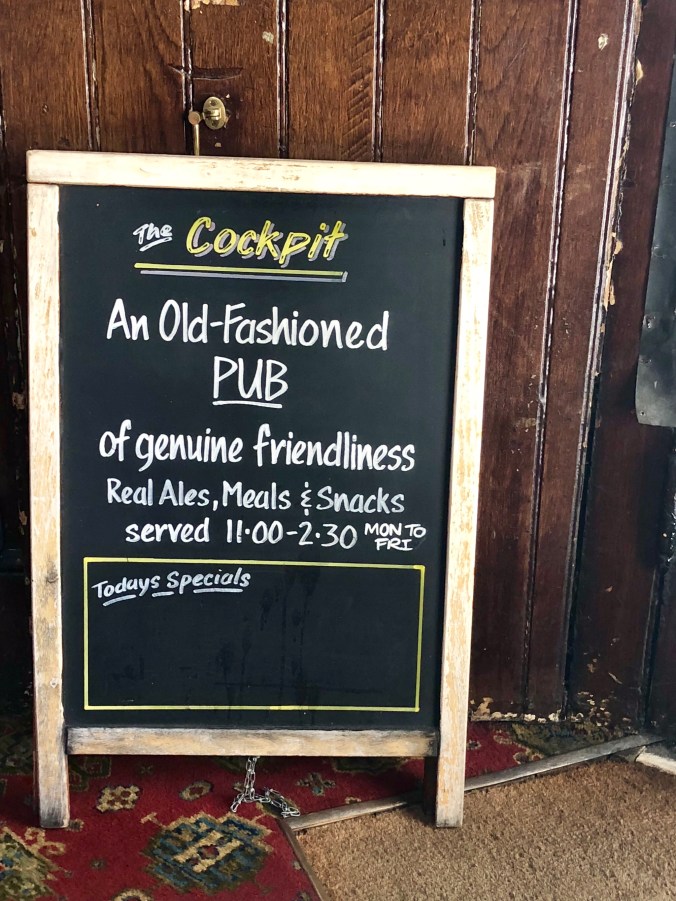 The Cockpit
An Old-Fashioned
PUB
of genuine friendliness
Real Ales, Meals & Snacks
served 11·00-2·30 MON TO FRI
Todays Specials